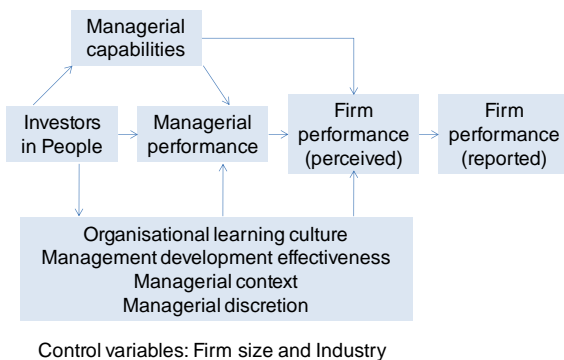 Managerial
capabilities
Investors
in People
Managerial
performance
Firm
performance
(perceived)
Firm
performance
(reported)
Organisational learning culture
Management development effectiveness
Managerial context
Managerial discretion
Control variables: Firm size and Industry